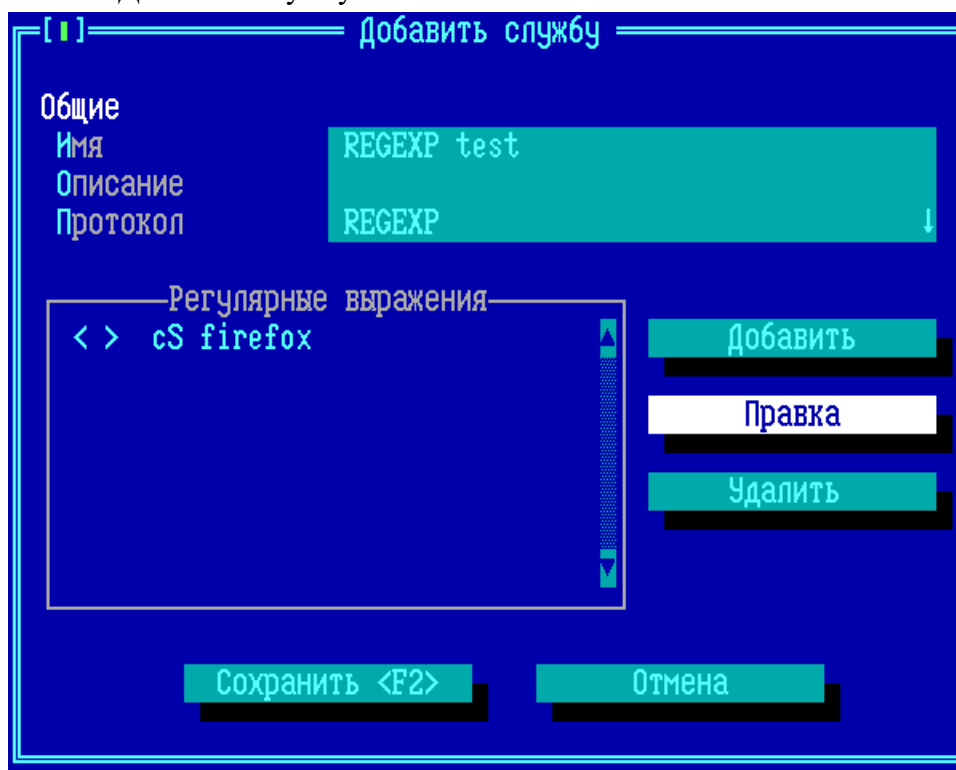 [▮] Добавить службу
Общие
Имя REGEXP test
Описание
Протокол REGEXP ↓
Регулярные выражения
< > cS firefox
Добавить
Правка
Удалить
Сохранить <F2> Отмена